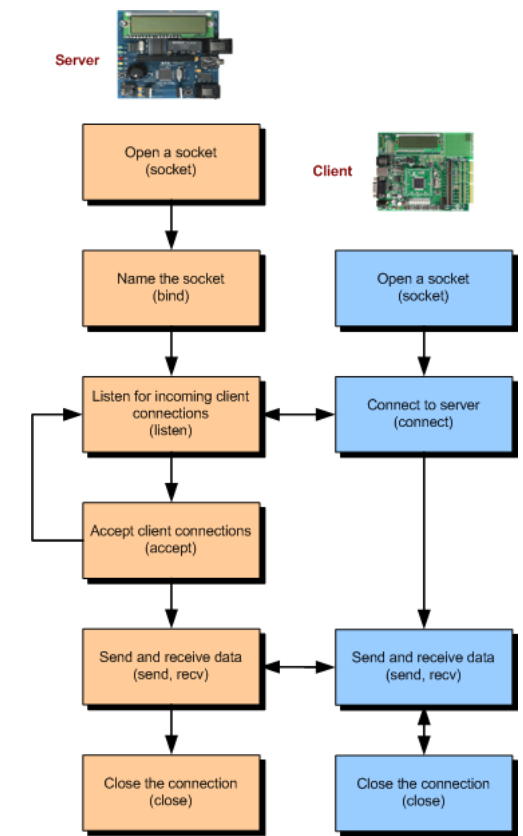 Server
Open a socket
(socket)
Client
Name the socket
(bind)
Open a socket
(socket)
Listen for incoming client
connections
(listen)
Connect to server
(connect)
Accept client connections
(accept)
Send and receive data
(send, recv)
Send and receive data
(send, recv)
Close the connection
(close)
Close the connection
(close)